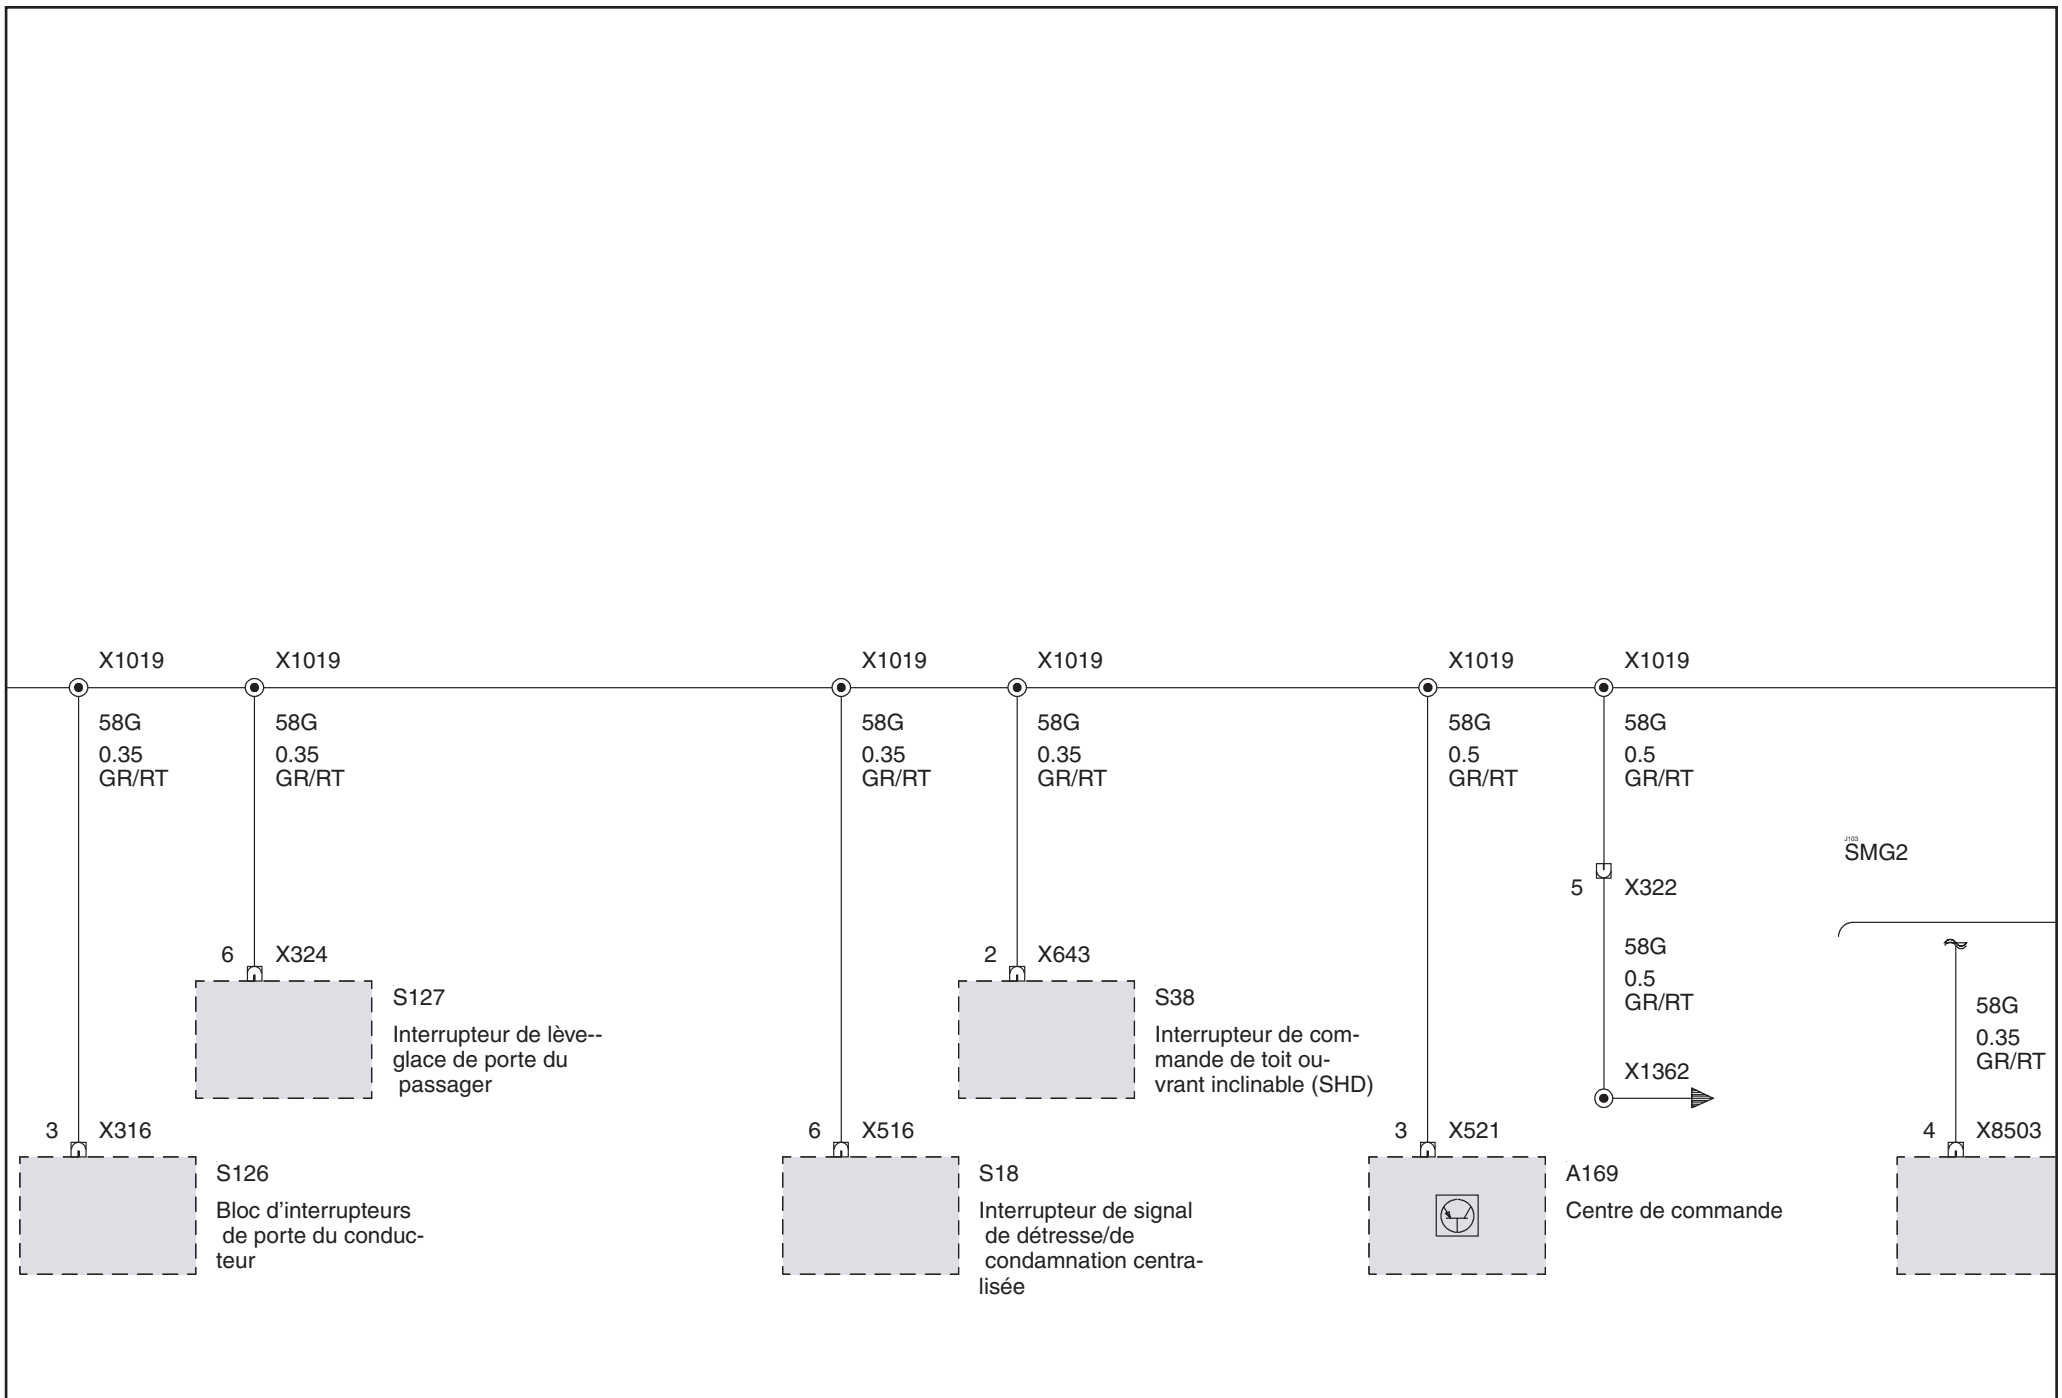 X1019
X1019
X1019
X1019
X1019
X1019
58G
0.35
GR/RT
58G
0.35
GR/RT
58G
0.35
GR/RT
58G
0.35
GR/RT
58G
0.5
GR/RT
58G
0.5
GR/RT
J103
SMG2
5 X322
58G
0.5
GR/RT
X1362
58G
0.35
GR/RT
6 X324
S127
Interrupteur de lève--
glace de porte du
passager
2 X643
S38
Interrupteur de com-
mande de toit ou-
vrant inclinable (SHD)
3 X316
S126
Bloc d'interrupteurs
de porte du conduc-
teur
6 X516
S18
Interrupteur de signal
de détresse/de
condamnation centra-
lisée
3 X521
A169
Centre de commande
4 X8503